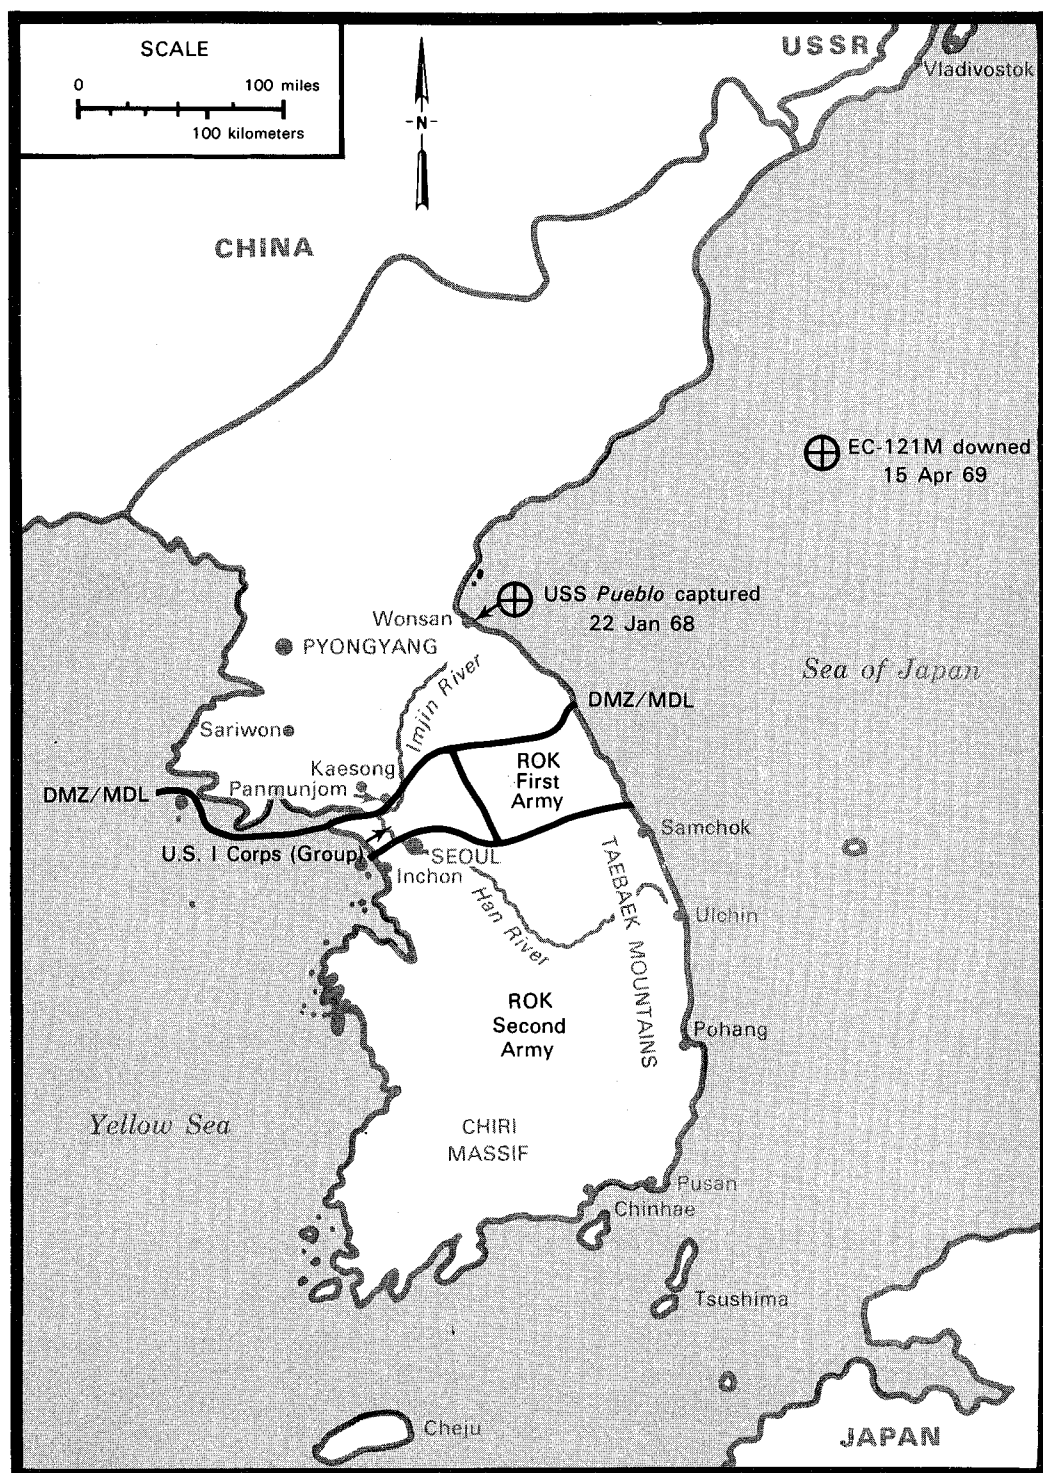 SCALE
0 100 miles
100 kilometers
N
USSR
Vladivostok
CHINA
EC-121M downed
15 Apr 69
USS Pueblo captured
22 Jan 68
Wonsan
PYONGYANG
Imjin River
Sea of Japan
DMZ/MDL
Sariwon
ROK
First
Army
Kaesong
Panmunjom
DMZ/MDL
Samchok
U.S. I Corps (Group)
SEOUL
Inchon
Han River
TAEBAEK MOUNTAINS
Ulchin
ROK
Second
Army
Pohang
Yellow Sea
CHIRI
MASSIF
Pusan
Chinhae
Tsushima
Cheju
JAPAN